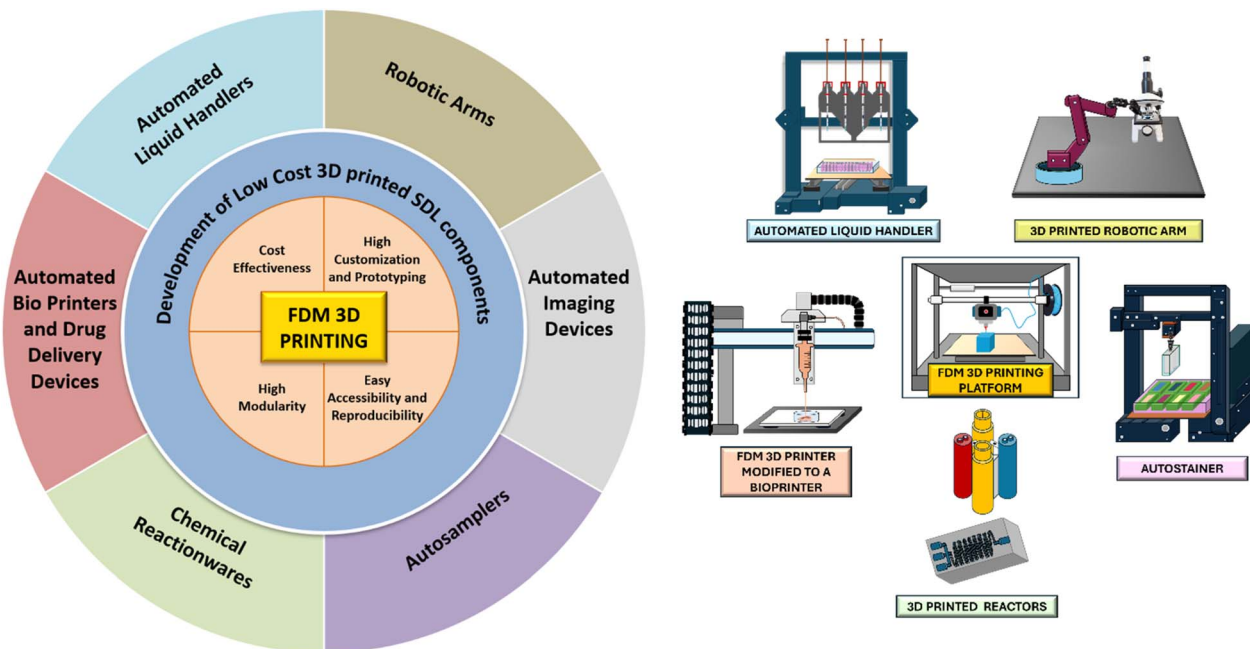 Automated
Liquid Handlers
Robotic Arms
Automated
Imaging
Devices
Autosamplers
Chemical
Reactionwares
Automated
Bio Printers
and Drug
Delivery
Devices
Development of Low Cost 3D printed SDL components
Cost
Effectiveness
High
Customization
and Prototyping
FDM 3D
PRINTING
High
Modularity
Easy
Accessibility and
Reproducibility
AUTOMATED LIQUID HANDLER
3D PRINTED ROBOTIC ARM
FDM 3D PRINTING
PLATFORM
FDM 3D PRINTER
MODIFIED TO A
BIOPRINTER
AUTOSTAINER
3D PRINTED REACTORS